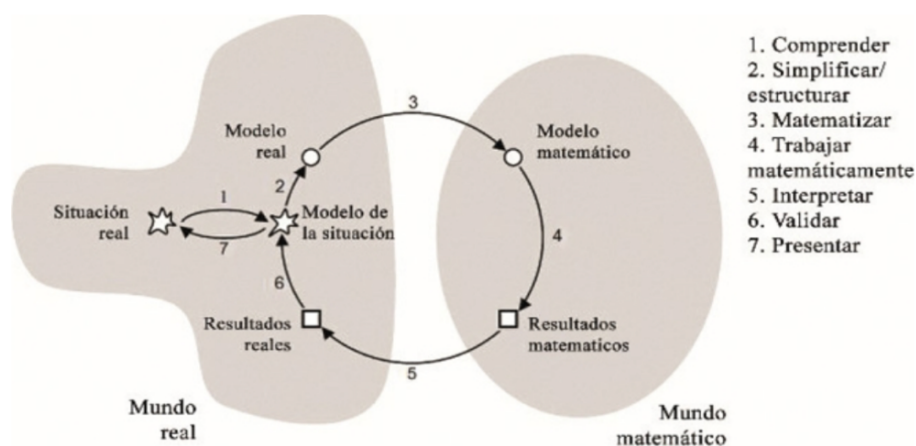 1. Comprender
2. Simplificar/
estructurar
3. Matematizar
4. Trabajar
matemáticamente
5. Interpretar
6. Validar
7. Presentar
3
Modelo
real
Modelo
matemático
2
1
Situación
real
Modelo de
la situación
7
4
6
Resultados
reales
Resultados
matematicos
5
Mundo
real
Mundo
matemático